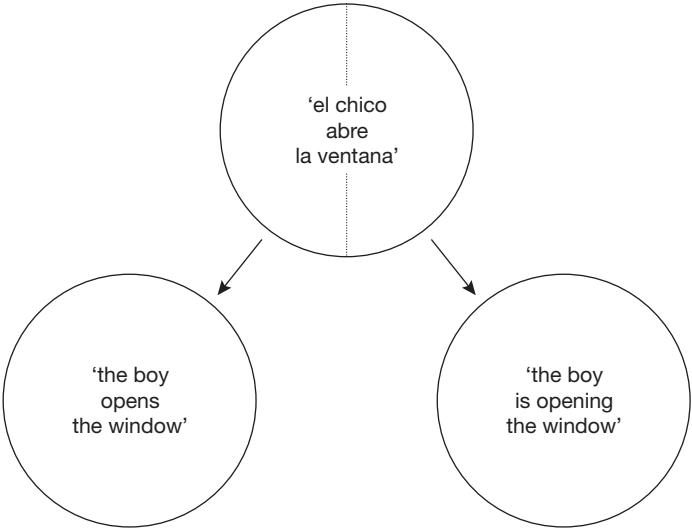 ‘el chico
abre
la ventana’
‘the boy
opens
the window’
‘the boy
is opening
the window’